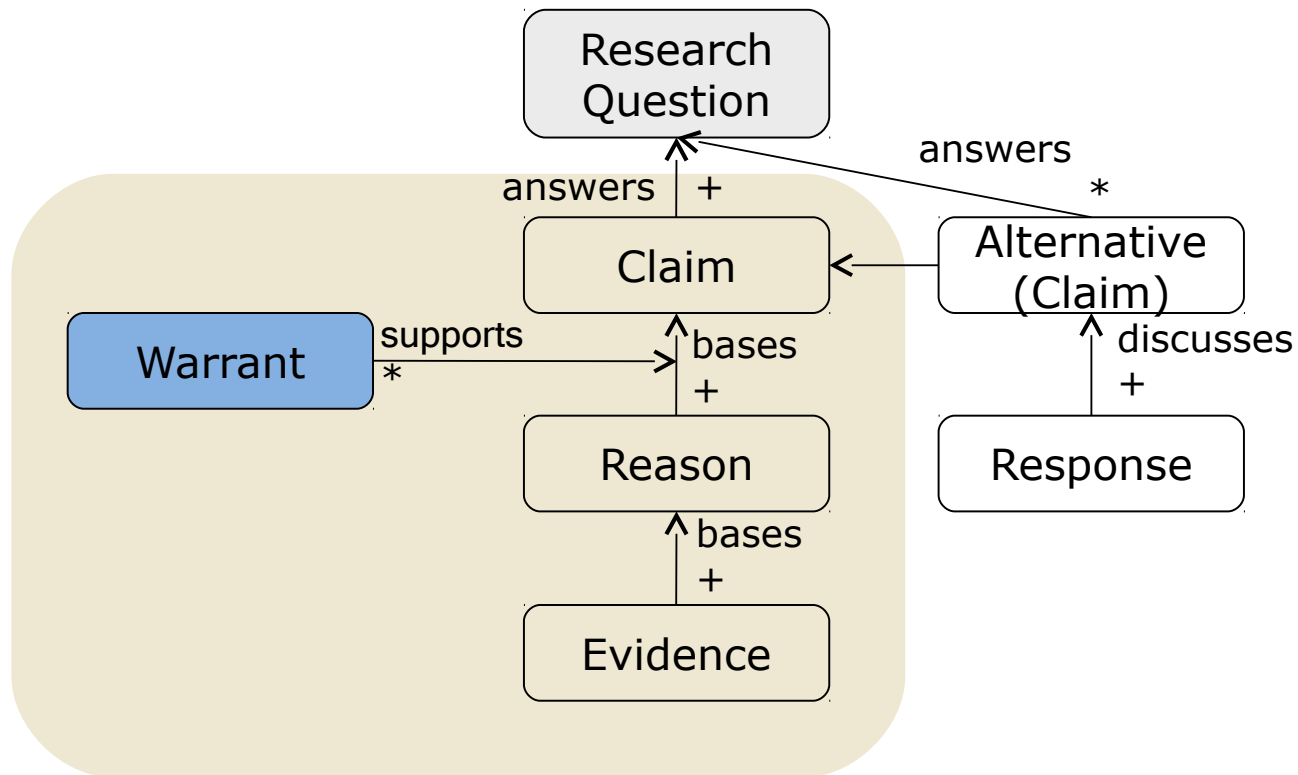 Research
Question
answers
answers +
*
Claim
Alternative
(Claim)
Warrant
supports
*
bases
+
discusses
+
Reason
Response
bases
+
Evidence